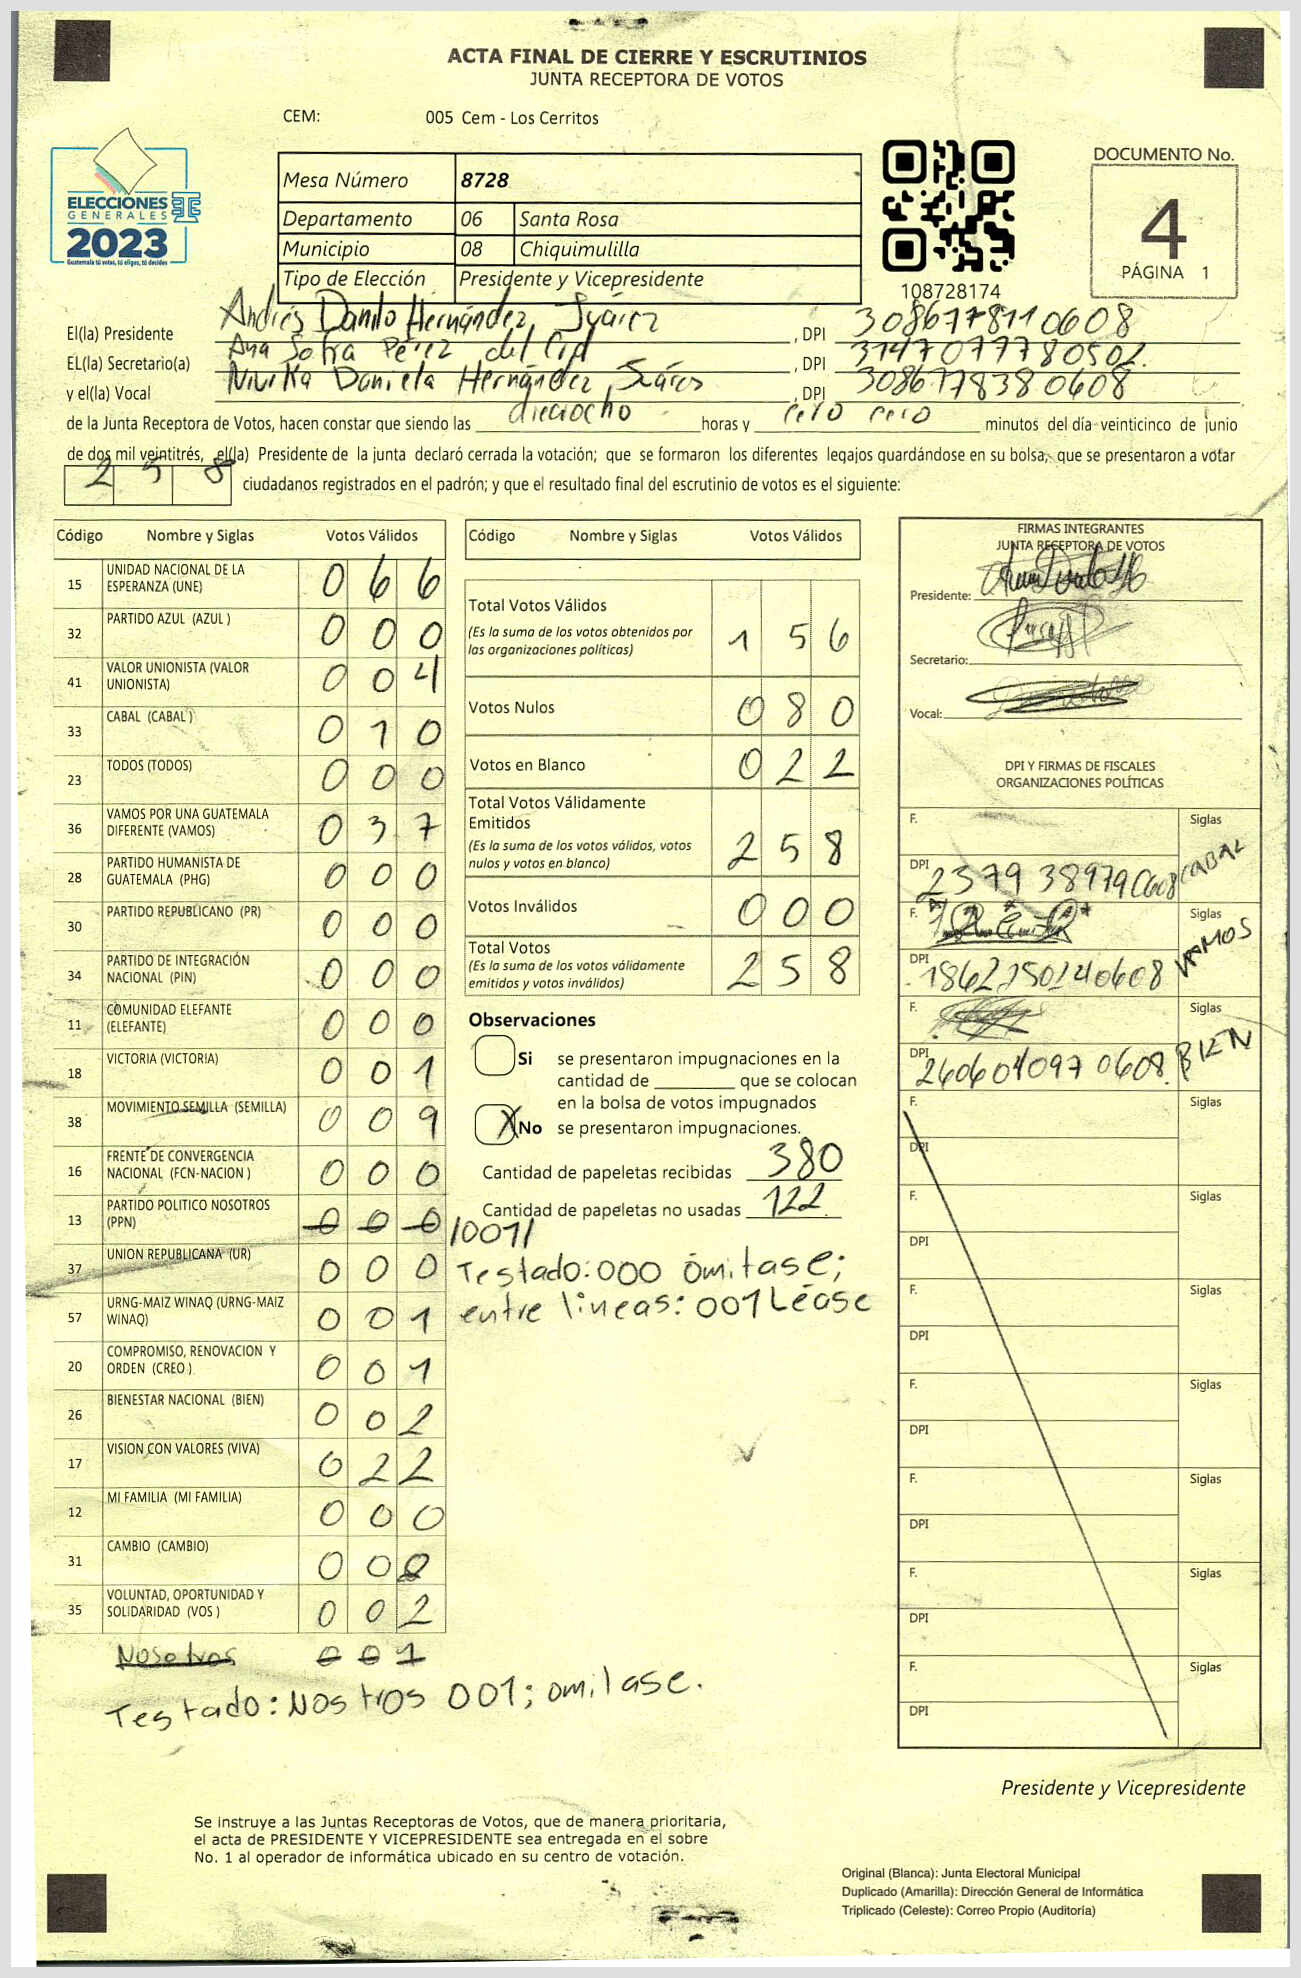 ACTA FINAL DE CIERRE Y ESCRUTINIOS
JUNTA RECEPTORA DE VOTOS
CEM: 005 Cem - Los Cerritos
ELECCIONES
GENERALES
2023
Guatemala tú votas, tú eliges, tú decides
Mesa Número 8728
Departamento 06 Santa Rosa
Municipio 08 Chiquimulilla
Tipo de Elección Presidente y Vicepresidente
108728174
DOCUMENTO No.
4
PÁGINA 1
El(la) Presidente Andrés Danilo Hernández Suárez , DPI 3086778110608
EL(la) Secretario(a) Ana Sofía Pérez del Cid , DPI 3147077780502.
y el(la) Vocal Daniela Hernández Suárez , DPI 3086778380608
de la Junta Receptora de Votos, hacen constar que siendo las dieciocho horas y cero cero minutos del día veinticinco de junio
de dos mil veintitrés, el(la) Presidente de la junta declaró cerrada la votación; que se formaron los diferentes legajos guardándose en su bolsa, que se presentaron a votar
2 5 8 ciudadanos registrados en el padrón; y que el resultado final del escrutinio de votos es el siguiente:
Código Nombre y Siglas Votos Válidos
15 UNIDAD NACIONAL DE LA ESPERANZA (UNE) 0 6 6
32 PARTIDO AZUL (AZUL ) 0 0 0
41 VALOR UNIONISTA (VALOR UNIONISTA) 0 0 4
33 CABAL (CABAL ) 0 1 0
23 TODOS (TODOS) 0 0 0
36 VAMOS POR UNA GUATEMALA DIFERENTE (VAMOS) 0 3 7
28 PARTIDO HUMANISTA DE GUATEMALA (PHG) 0 0 0
30 PARTIDO REPUBLICANO (PR) 0 0 0
34 PARTIDO DE INTEGRACIÓN NACIONAL (PIN) 0 0 0
11 COMUNIDAD ELEFANTE (ELEFANTE) 0 0 0
18 VICTORIA (VICTORIA) 0 0 1
38 MOVIMIENTO SEMILLA (SEMILLA) 0 0 9
16 FRENTE DE CONVERGENCIA NACIONAL (FCN-NACION ) 0 0 0
13 PARTIDO POLITICO NOSOTROS (PPN) 0 0 0 /001/
37 UNION REPUBLICANA (UR) 0 0 0
57 URNG-MAIZ WINAQ (URNG-MAIZ WINAQ) 0 0 1
20 COMPROMISO, RENOVACION Y ORDEN (CREO ) 0 0 1
26 BIENESTAR NACIONAL (BIEN) 0 0 2
17 VISION CON VALORES (VIVA) 0 2 2
12 MI FAMILIA (MI FAMILIA) 0 0 0
31 CAMBIO (CAMBIO) 0 0
35 VOLUNTAD, OPORTUNIDAD Y SOLIDARIDAD (VOS ) 0 0 2
Nosotros 0 0 1
Testado: Nostros 001; omitase.
Código Nombre y Siglas Votos Válidos
Total Votos Válidos 1 5 6
(Es la suma de los votos obtenidos por
las organizaciones políticas)
Votos Nulos 0 8 0
Votos en Blanco 0 2 2
Total Votos Válidamente
Emitidos 2 5 8
(Es la suma de los votos válidos, votos
nulos y votos en blanco)
Votos Inválidos 0 0 0
Total Votos 2 5 8
(Es la suma de los votos válidamente
emitidos y votos inválidos)
Observaciones
Si se presentaron impugnaciones en la
cantidad de ________ que se colocan
en la bolsa de votos impugnados
X No se presentaron impugnaciones.
Cantidad de papeletas recibidas 380
Cantidad de papeletas no usadas 122
Testado: 000 omitase;
entre líneas: 001 Léase
FIRMAS INTEGRANTES
JUNTA RECEPTORA DE VOTOS
Presidente:
Secretario:
Vocal:
DPI Y FIRMAS DE FISCALES
ORGANIZACIONES POLÍTICAS
F. Siglas
DPI 2379 38979 0608 CABAL
F. Siglas
DPI 1862150140608 VAMOS
F. Siglas
DPI 2606040970608. BIEN
F. Siglas
DPI
F. Siglas
DPI
F. Siglas
DPI
F. Siglas
DPI
F. Siglas
DPI
F. Siglas
DPI
F. Siglas
DPI
Presidente y Vicepresidente
Se instruye a las Juntas Receptoras de Votos, que de manera prioritaria,
el acta de PRESIDENTE Y VICEPRESIDENTE sea entregada en el sobre
No. 1 al operador de informática ubicado en su centro de votación.
Original (Blanca): Junta Electoral Municipal
Duplicado (Amarilla): Dirección General de Informática
Triplicado (Celeste): Correo Propio (Auditoría)